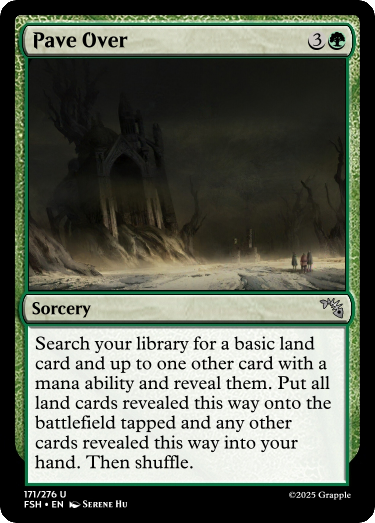 Pave Over 3
Sorcery
Search your library for a basic land
card and up to one other card with a
mana ability and reveal them. Put all
land cards revealed this way onto the
battlefield tapped and any other
cards revealed this way into your
hand. Then shuffle.
171/276 U
FSH • EN Serene Hu
©2025 Grapple